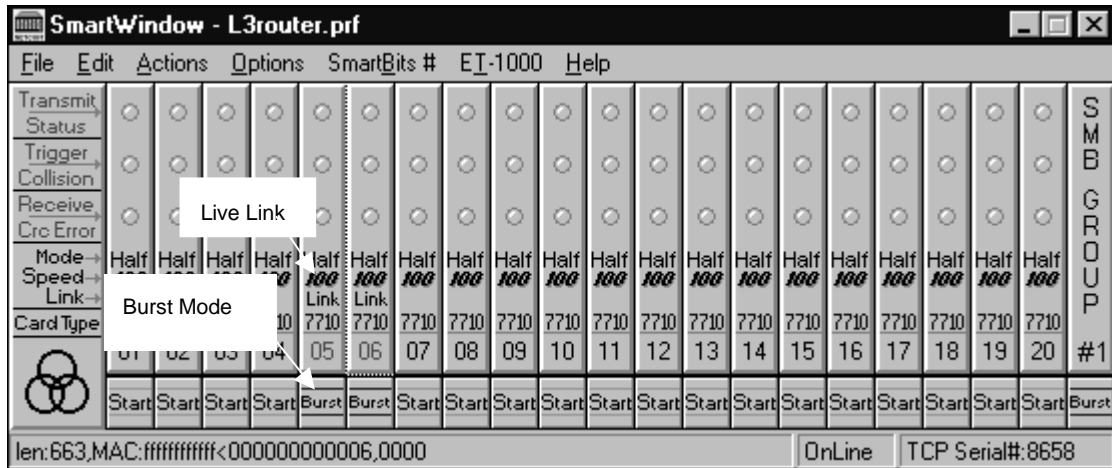 SmartWindow - L3router.prf
File Edit Actions Options SmartBits # ET-1000 Help
Transmit
Status
Trigger
Collision
Receive
Crc Error
Live Link
Mode Half Half Half Half Half Half Half Half Half Half Half Half Half Half Half Half Half Half Half Half
Speed 100 100 100 100 100 100 100 100 100 100 100 100 100 100 100 100
Link Link Link
Burst Mode
Card Type 7710 7710 7710 7710 7710 7710 7710 7710 7710 7710 7710 7710 7710 7710 7710 7710
01 02 03 04 05 06 07 08 09 10 11 12 13 14 15 16 17 18 19 20
SMB GROUP #1
Start Start Start Start Burst Burst Start Start Start Start Start Start Start Start Start Start Start Start Start Start Burst
len:663,MAC:ffffffffffff<000000000006,0000 OnLine TCP Serial#:8658